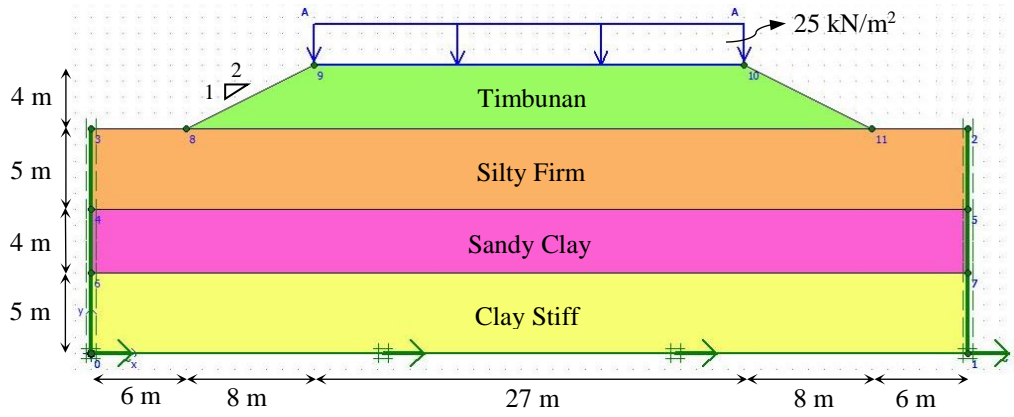 A
A
25 kN/m²
2
1
9
10
4 m
Timbunan
3
8
11
2
5 m
Silty Firm
4
5
4 m
Sandy Clay
6
7
5 m
y
Clay Stiff
0
x
1
6 m
8 m
27 m
8 m
6 m